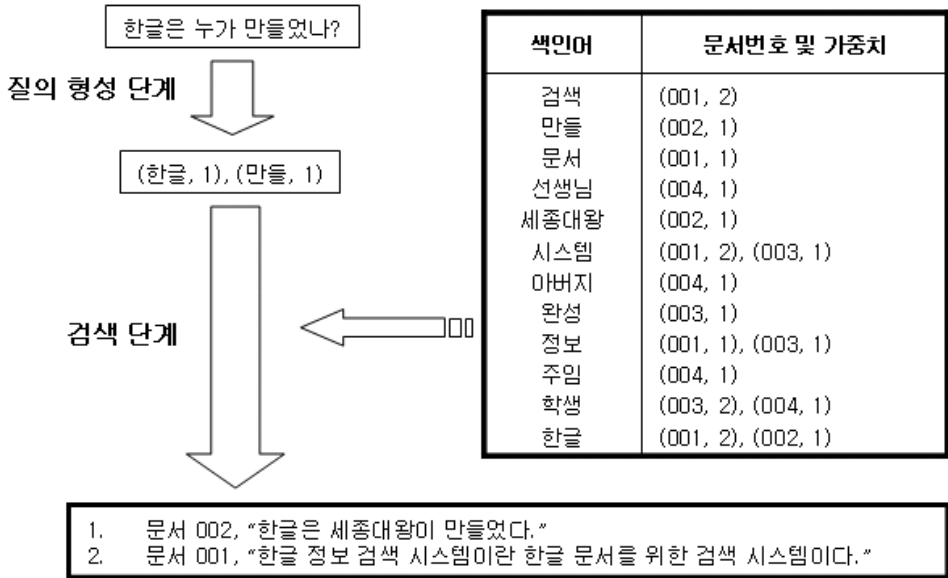 한글은 누가 만들었나?
질의 형성 단계
(한글, 1), (만들, 1)
검색 단계
색인어 문서번호 및 가중치
검색 (001, 2)
만들 (002, 1)
문서 (001, 1)
선생님 (004, 1)
세종대왕 (002, 1)
시스템 (001, 2), (003, 1)
아버지 (004, 1)
완성 (003, 1)
정보 (001, 1), (003, 1)
주임 (004, 1)
학생 (003, 2), (004, 1)
한글 (001, 2), (002, 1)
1. 문서 002, “한글은 세종대왕이 만들었다.”
2. 문서 001, “한글 정보 검색 시스템이란 한글 문서를 위한 검색 시스템이다.”